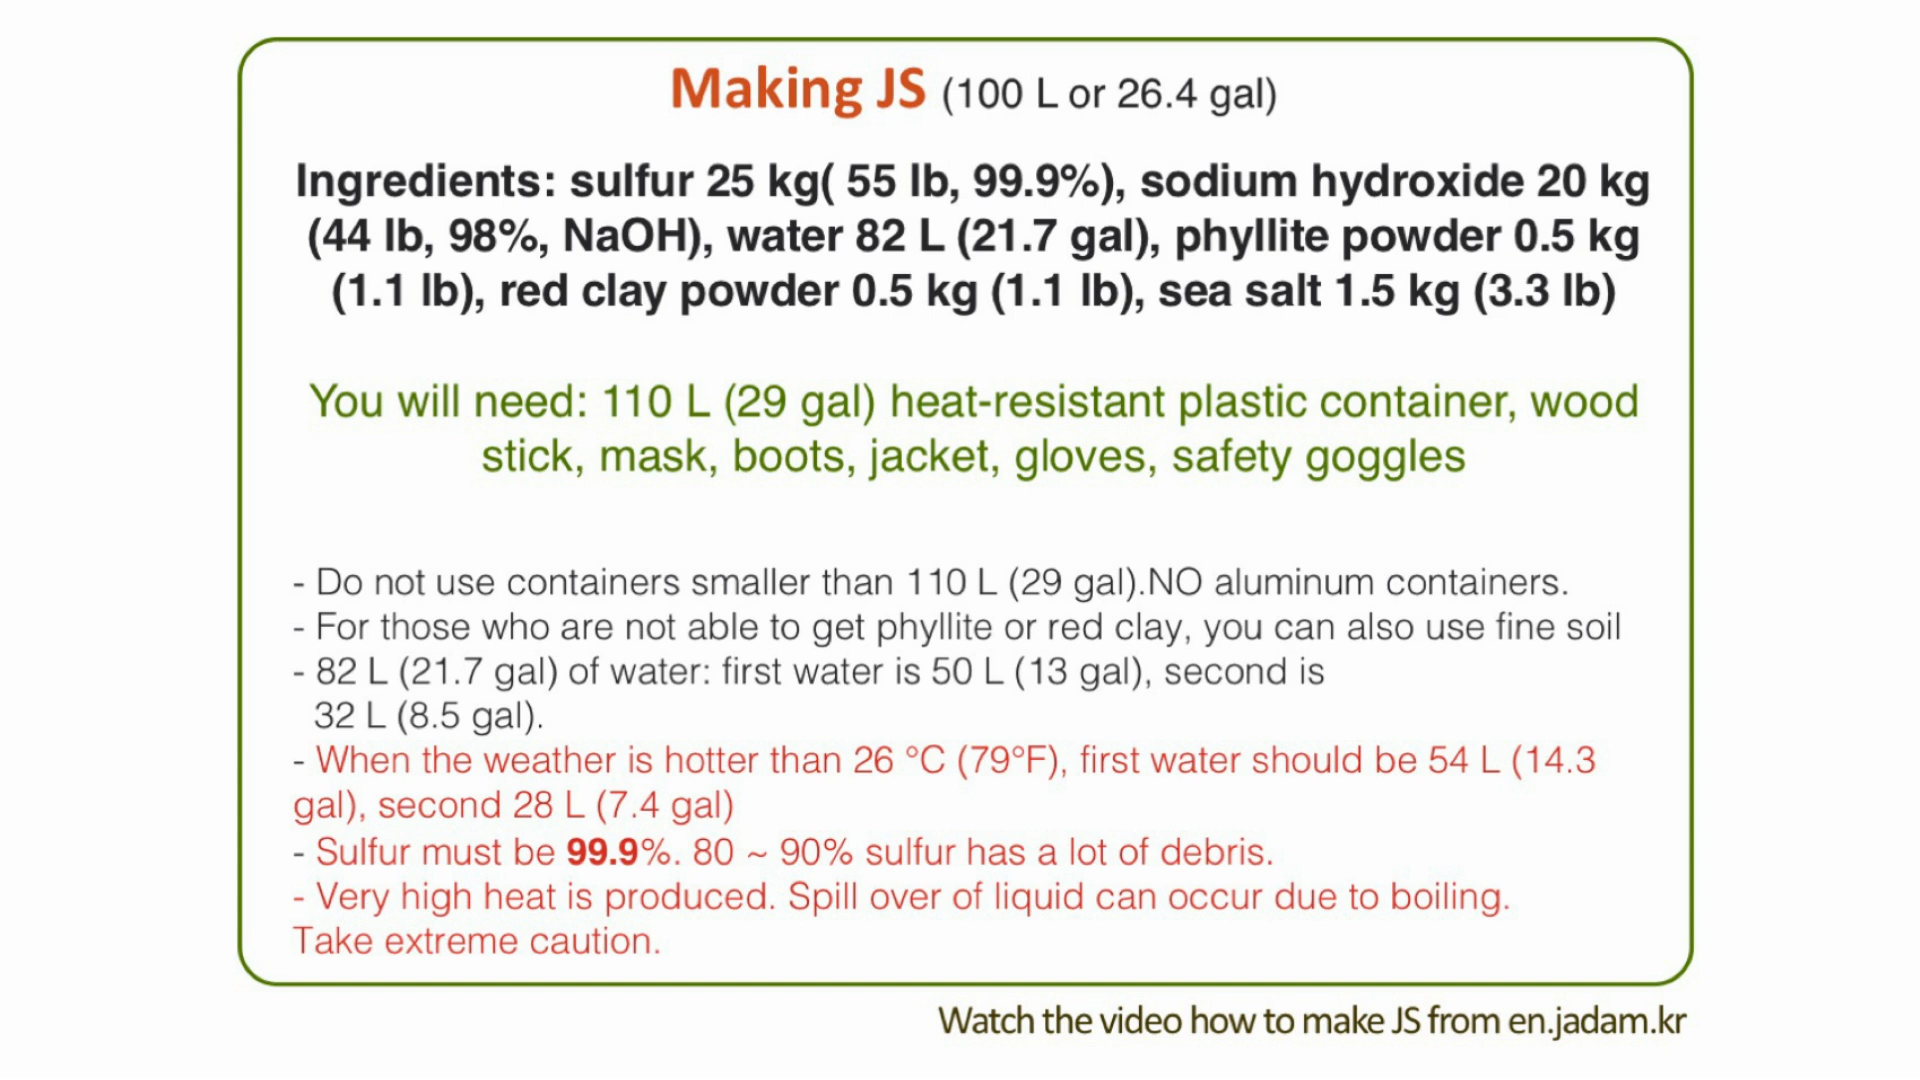 Making JS (100 L or 26.4 gal)
Ingredients: sulfur 25 kg( 55 lb, 99.9%), sodium hydroxide 20 kg
(44 lb, 98%, NaOH), water 82 L (21.7 gal), phyllite powder 0.5 kg
(1.1 lb), red clay powder 0.5 kg (1.1 lb), sea salt 1.5 kg (3.3 lb)
You will need: 110 L (29 gal) heat-resistant plastic container, wood
stick, mask, boots, jacket, gloves, safety goggles
- Do not use containers smaller than 110 L (29 gal).NO aluminum containers.
- For those who are not able to get phyllite or red clay, you can also use fine soil
- 82 L (21.7 gal) of water: first water is 50 L (13 gal), second is
32 L (8.5 gal).
- When the weather is hotter than 26 °C (79°F), first water should be 54 L (14.3
gal), second 28 L (7.4 gal)
- Sulfur must be 99.9%. 80 ~ 90% sulfur has a lot of debris.
- Very high heat is produced. Spill over of liquid can occur due to boiling.
Take extreme caution.
Watch the video how to make JS from en.jadam.kr